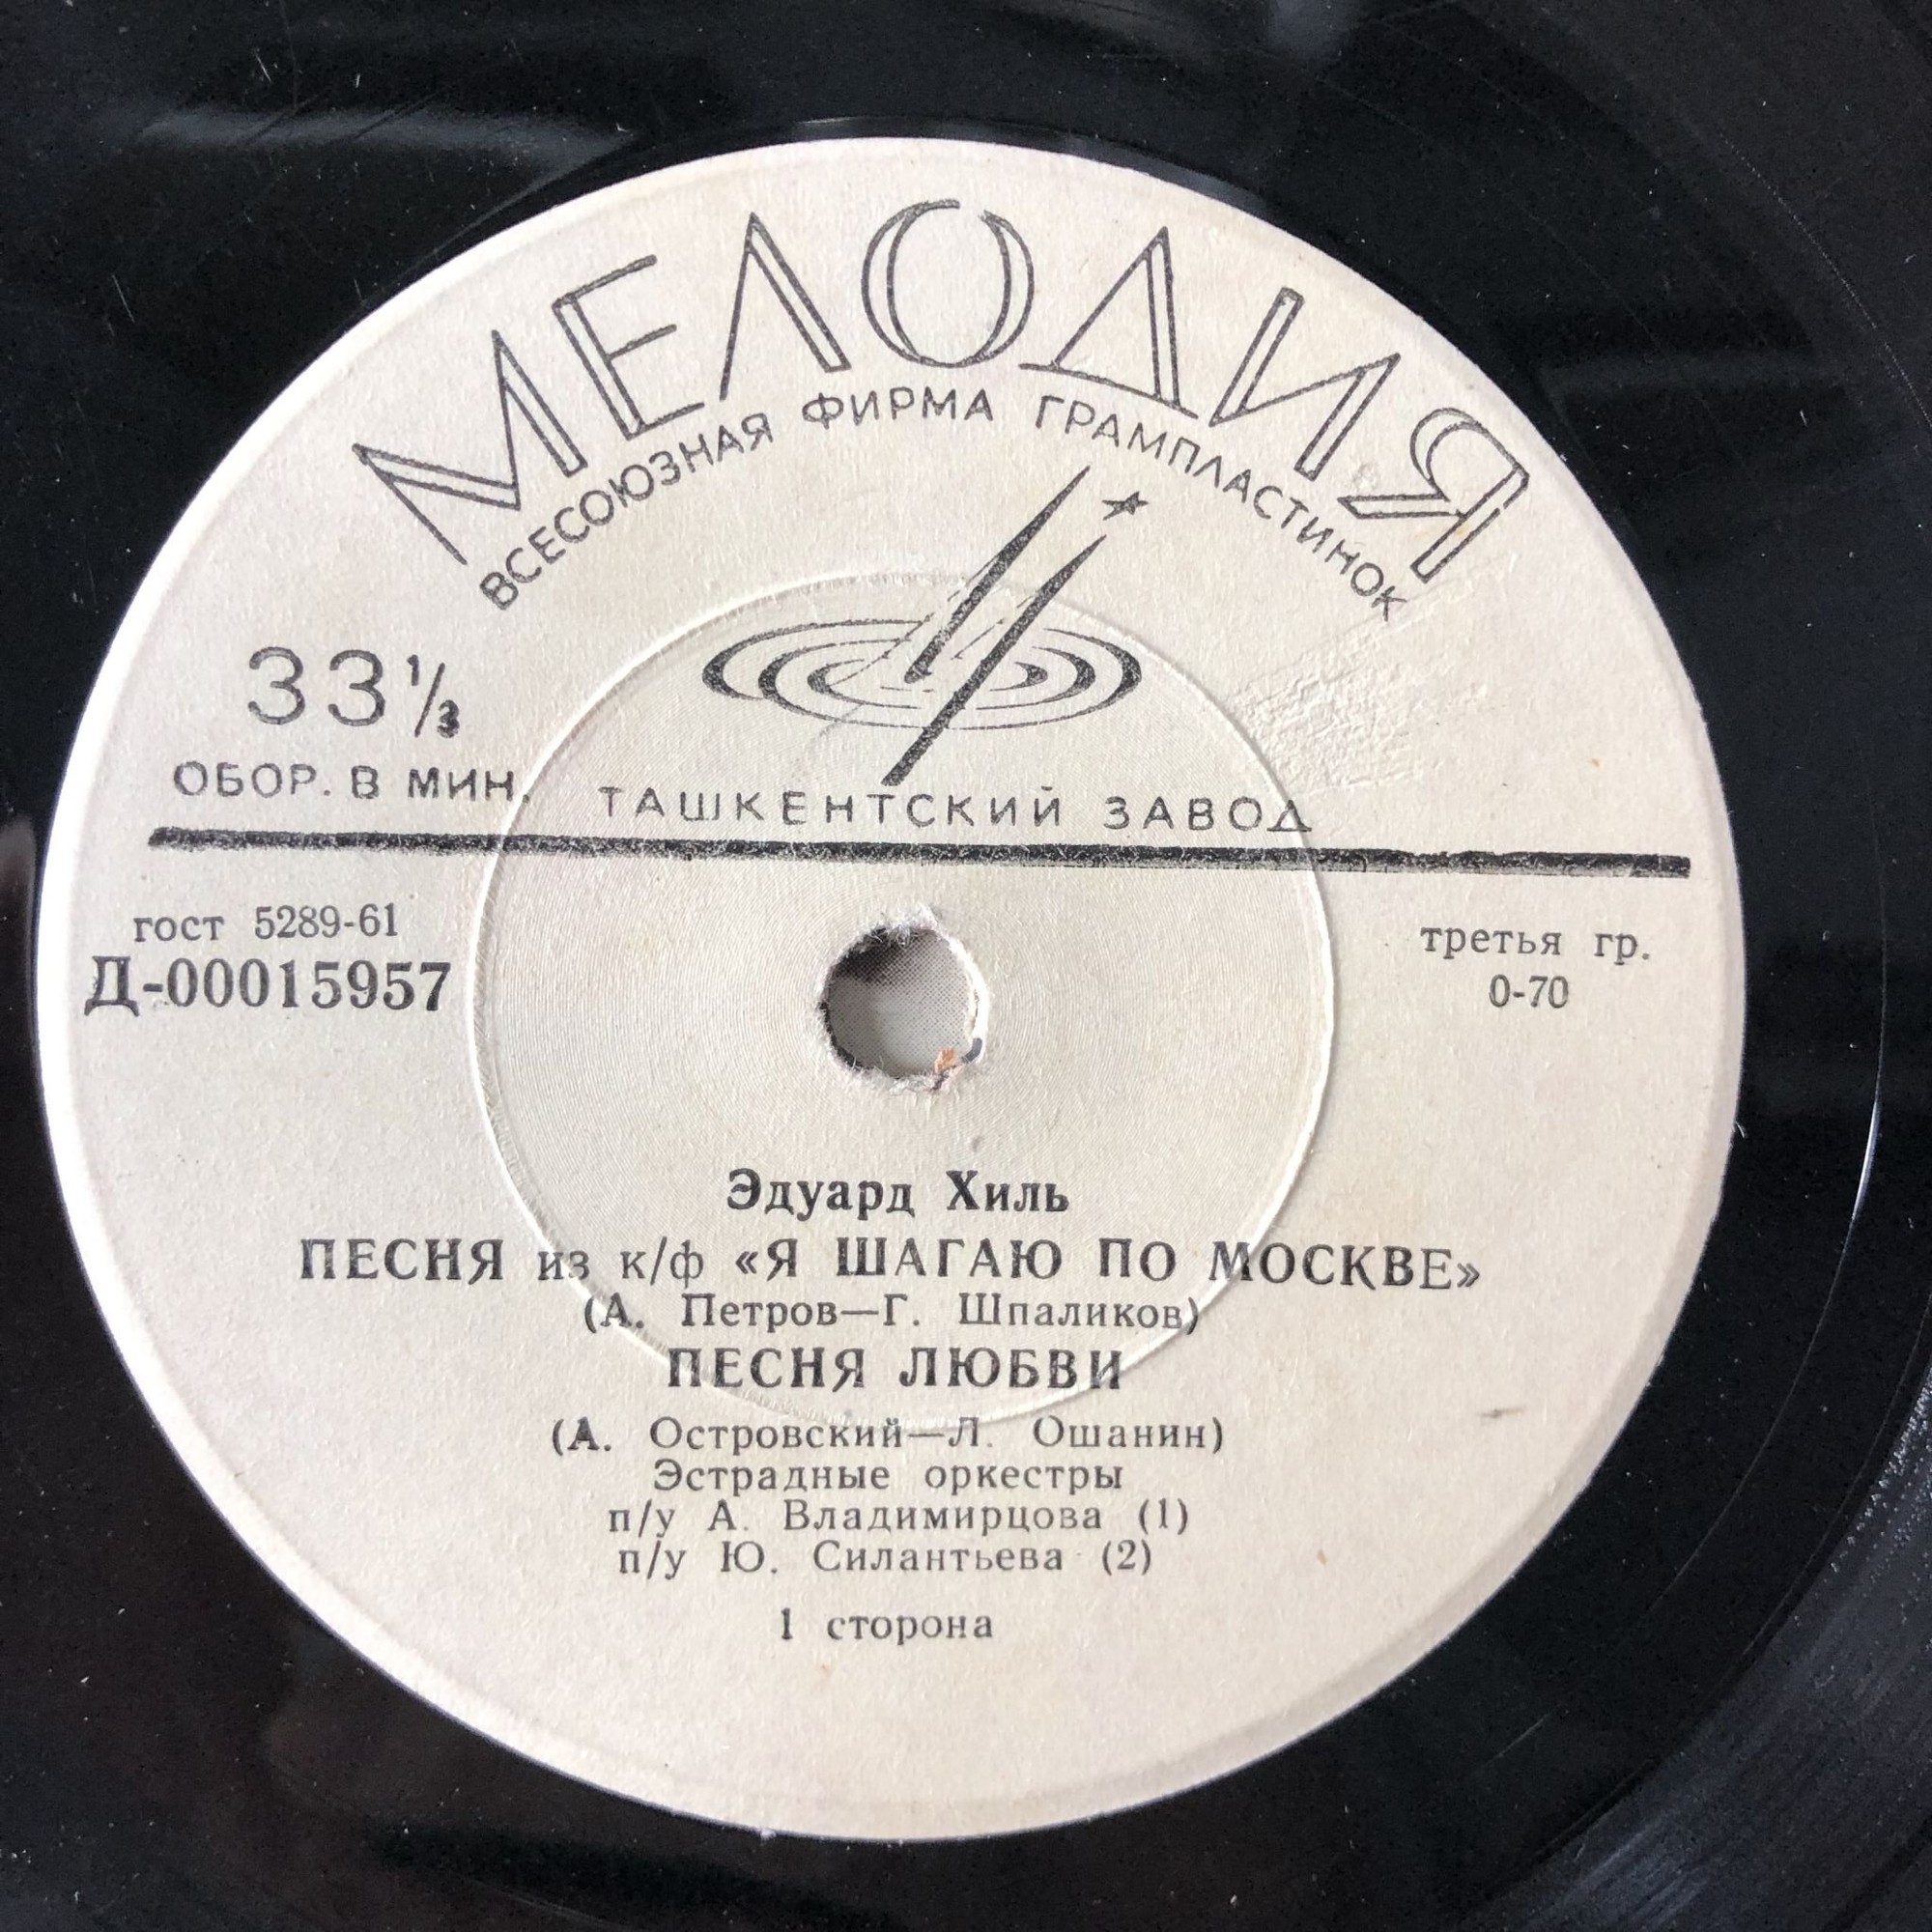 МЕЛОДИЯ
ВСЕСОЮЗНАЯ ФИРМА ГРАМПЛАСТИНОК
33 1/3
ОБОР. В МИН.
ТАШКЕНТСКИЙ ЗАВОД
гост 5289-61
Д-00015957
третья гр.
0-70
Эдуард Хиль
ПЕСНЯ из к/ф «Я ШАГАЮ ПО МОСКВЕ»
(А. Петров—Г. Шпаликов)
ПЕСНЯ ЛЮБВИ
(А. Островский—Л. Ошанин)
Эстрадные оркестры
п/у А. Владимирцова (1)
п/у Ю. Силантьева (2)
1 сторона